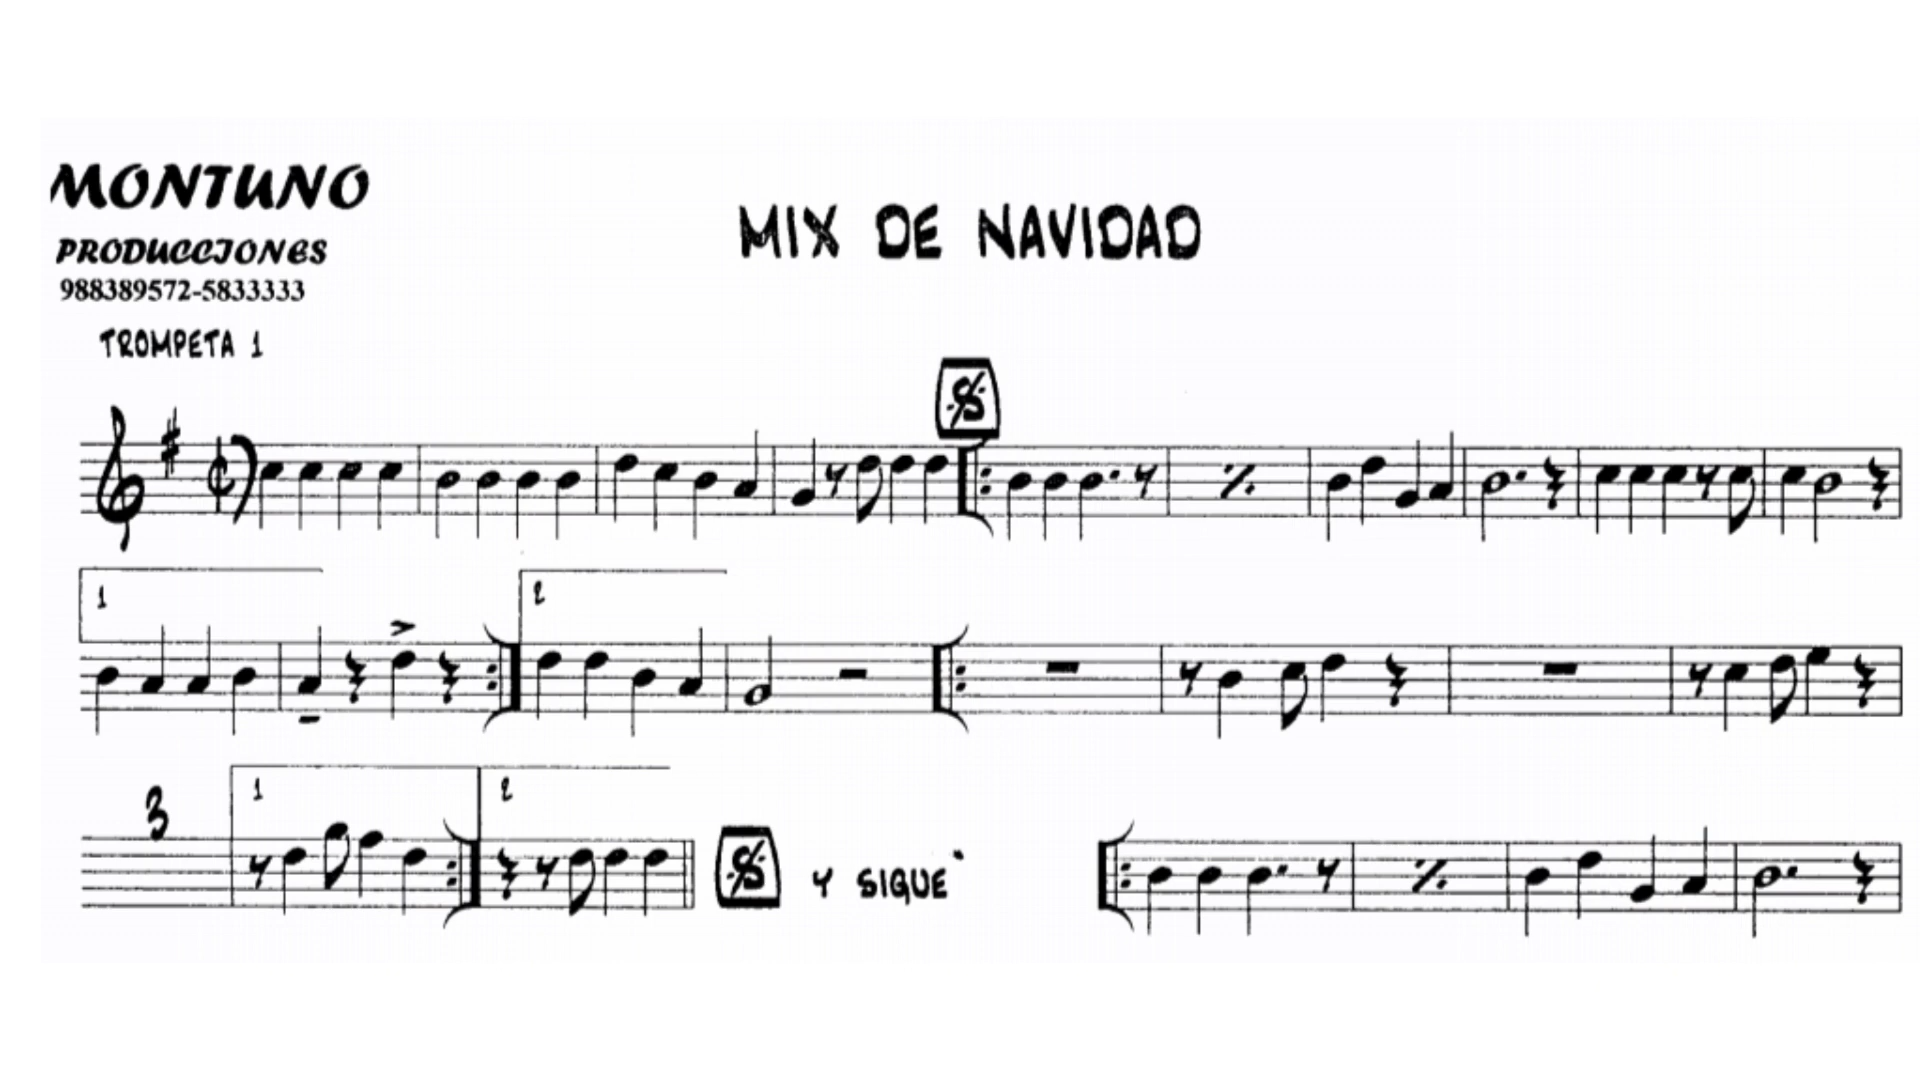 MONTUNO
MIX DE NAVIDAD
PRODUCCIONES
988389572-5833333
TROMPETA 1
1
2
3
1
2
Y SIGUE